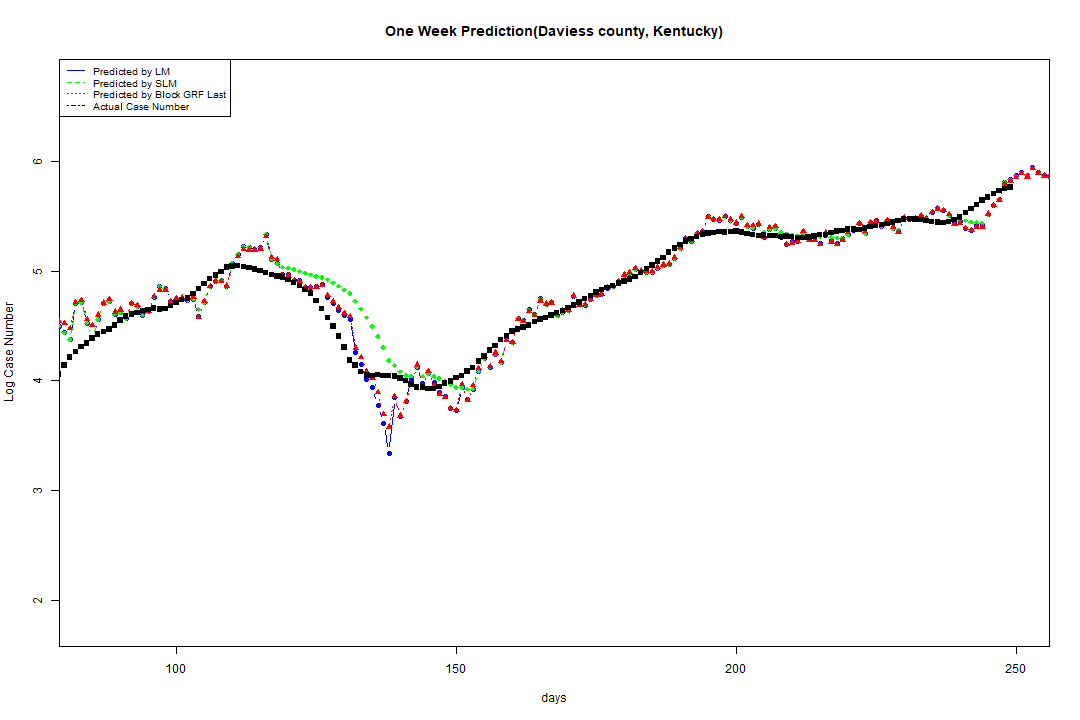 One Week Prediction(Daviess county, Kentucky)
Predicted by LM
Predicted by SLM
Predicted by Block GRF Last
Actual Case Number
6
5
4
3
2
Log Case Number
100 150 200 250
days